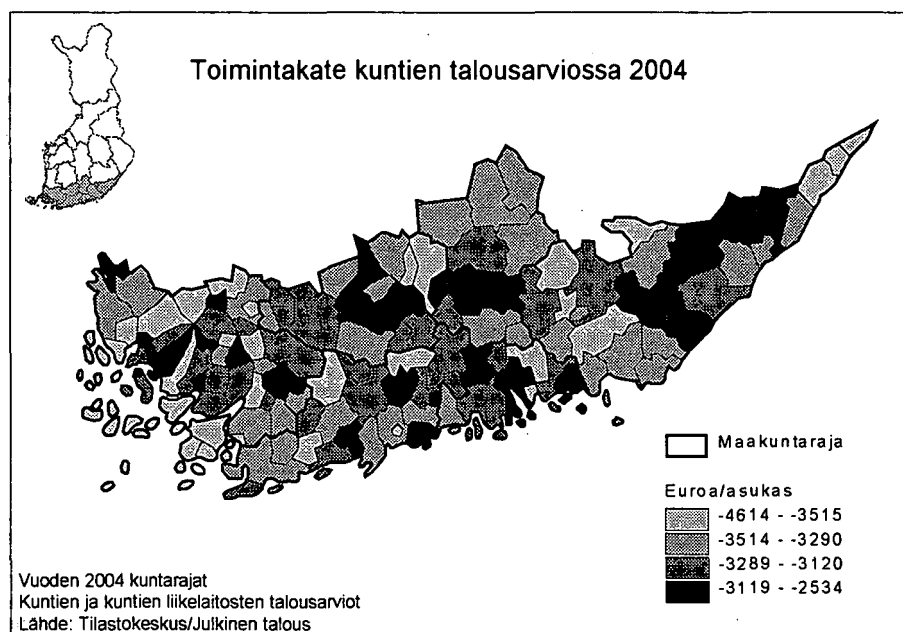 Toimintakate kuntien talousarviossa 2004
Maakuntaraja
Euroa/asukas
-4614 - -3515
-3514 - -3290
-3289 - -3120
-3119 - -2534
Vuoden 2004 kuntarajat
Kuntien ja kuntien liikelaitosten talousarviot
Lähde: Tilastokeskus/Julkinen talous